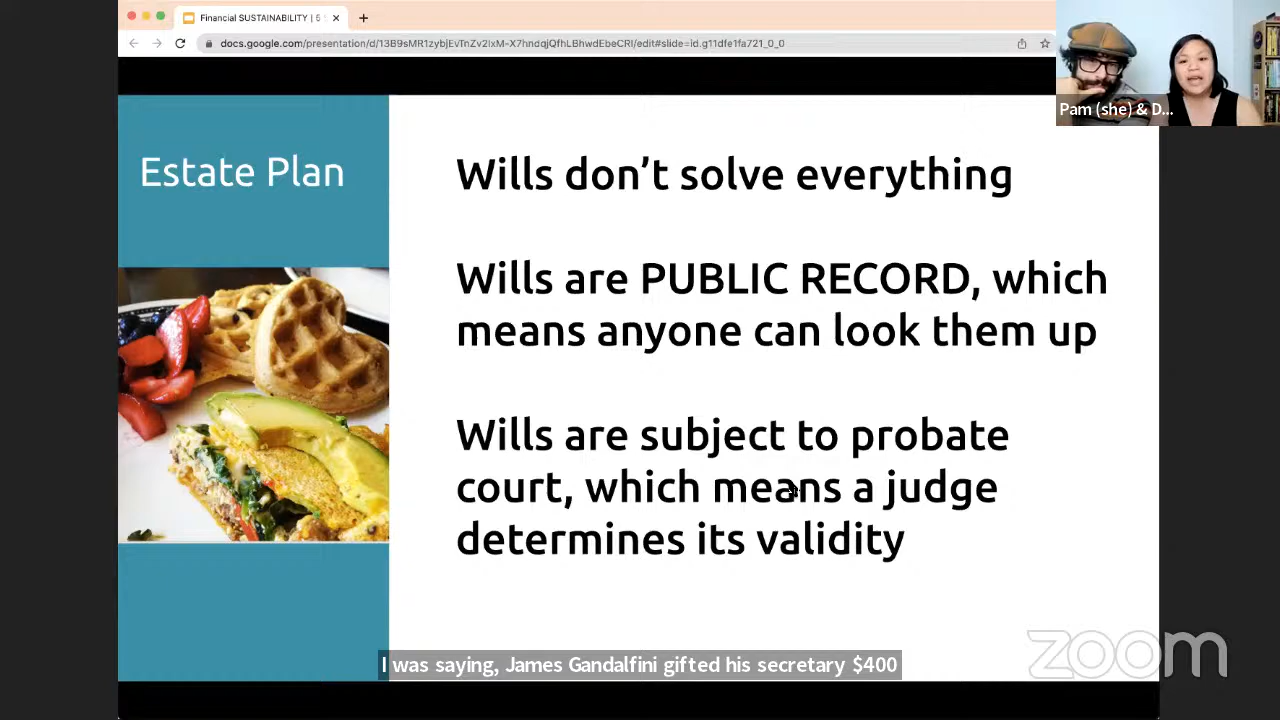 Financial SUSTAINABILITY | 5
docs.google.com/presentation/d/13B9sMR1zybjEvTnZv2IxM-X7hndqjQfhLBhwdEbeCRI/edit#slide=id.g11dfe1fa721_0_0
Pam (she) & D...
Estate Plan
Wills don’t solve everything
Wills are PUBLIC RECORD, which
means anyone can look them up
Wills are subject to probate
court, which means a judge
determines its validity
I was saying, James Gandalfini gifted his secretary $400
zoom